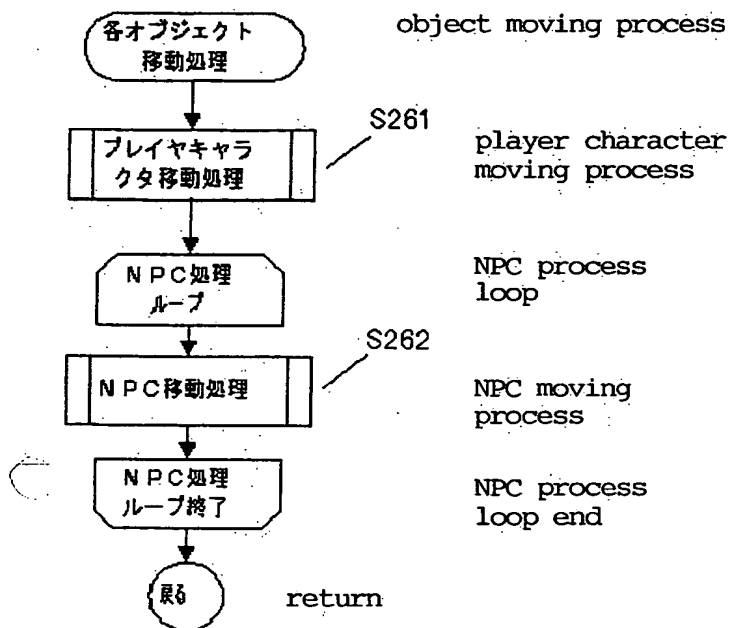 各オブジェクト
移動処理
object moving process
S261
プレイヤキャラ
クタ移動処理
player character
moving process
NPC処理
ループ
NPC process
loop
S262
NPC移動処理
NPC moving
process
NPC処理
ループ終了
NPC process
loop end
戻る
return